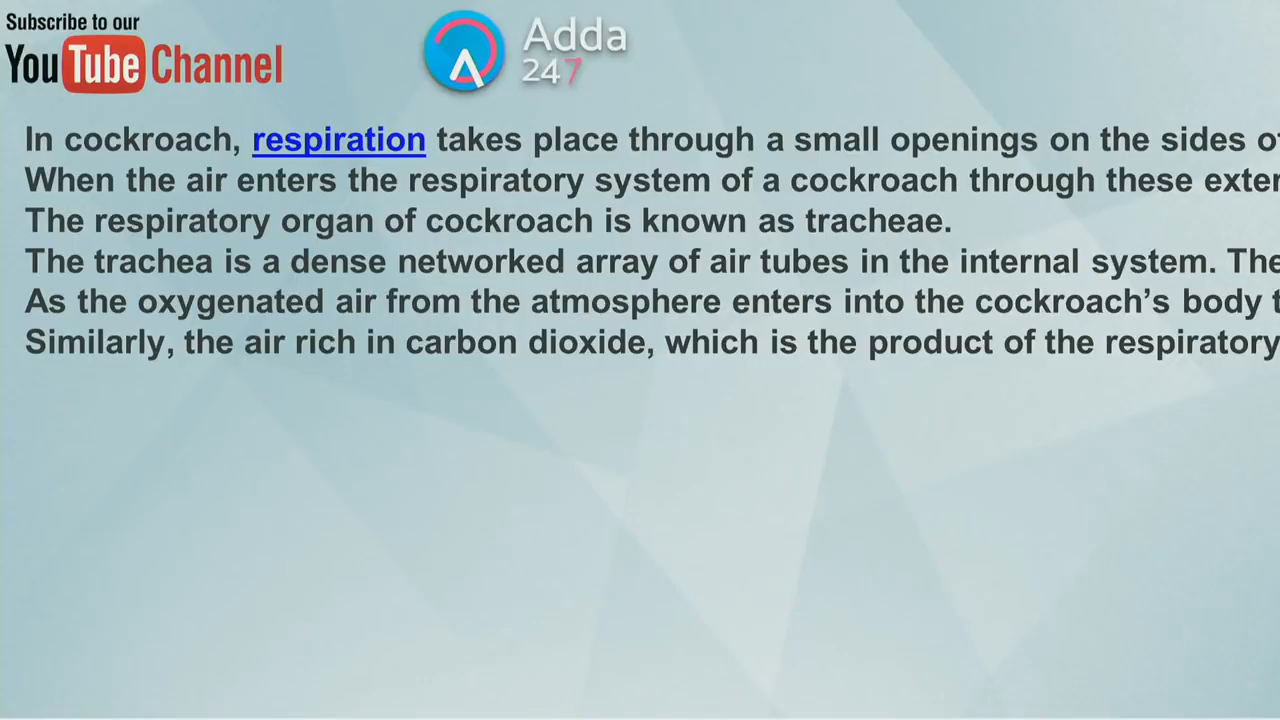 Subscribe to our
YouTube Channel
Adda
247
In cockroach, respiration takes place through a small openings on the sides
When the air enters the respiratory system of a cockroach through these
The respiratory organ of cockroach is known as tracheae.
The trachea is a dense networked array of air tubes in the internal system. The
As the oxygenated air from the atmosphere enters into the cockroach’s body
Similarly, the air rich in carbon dioxide, which is the product of the respiratory